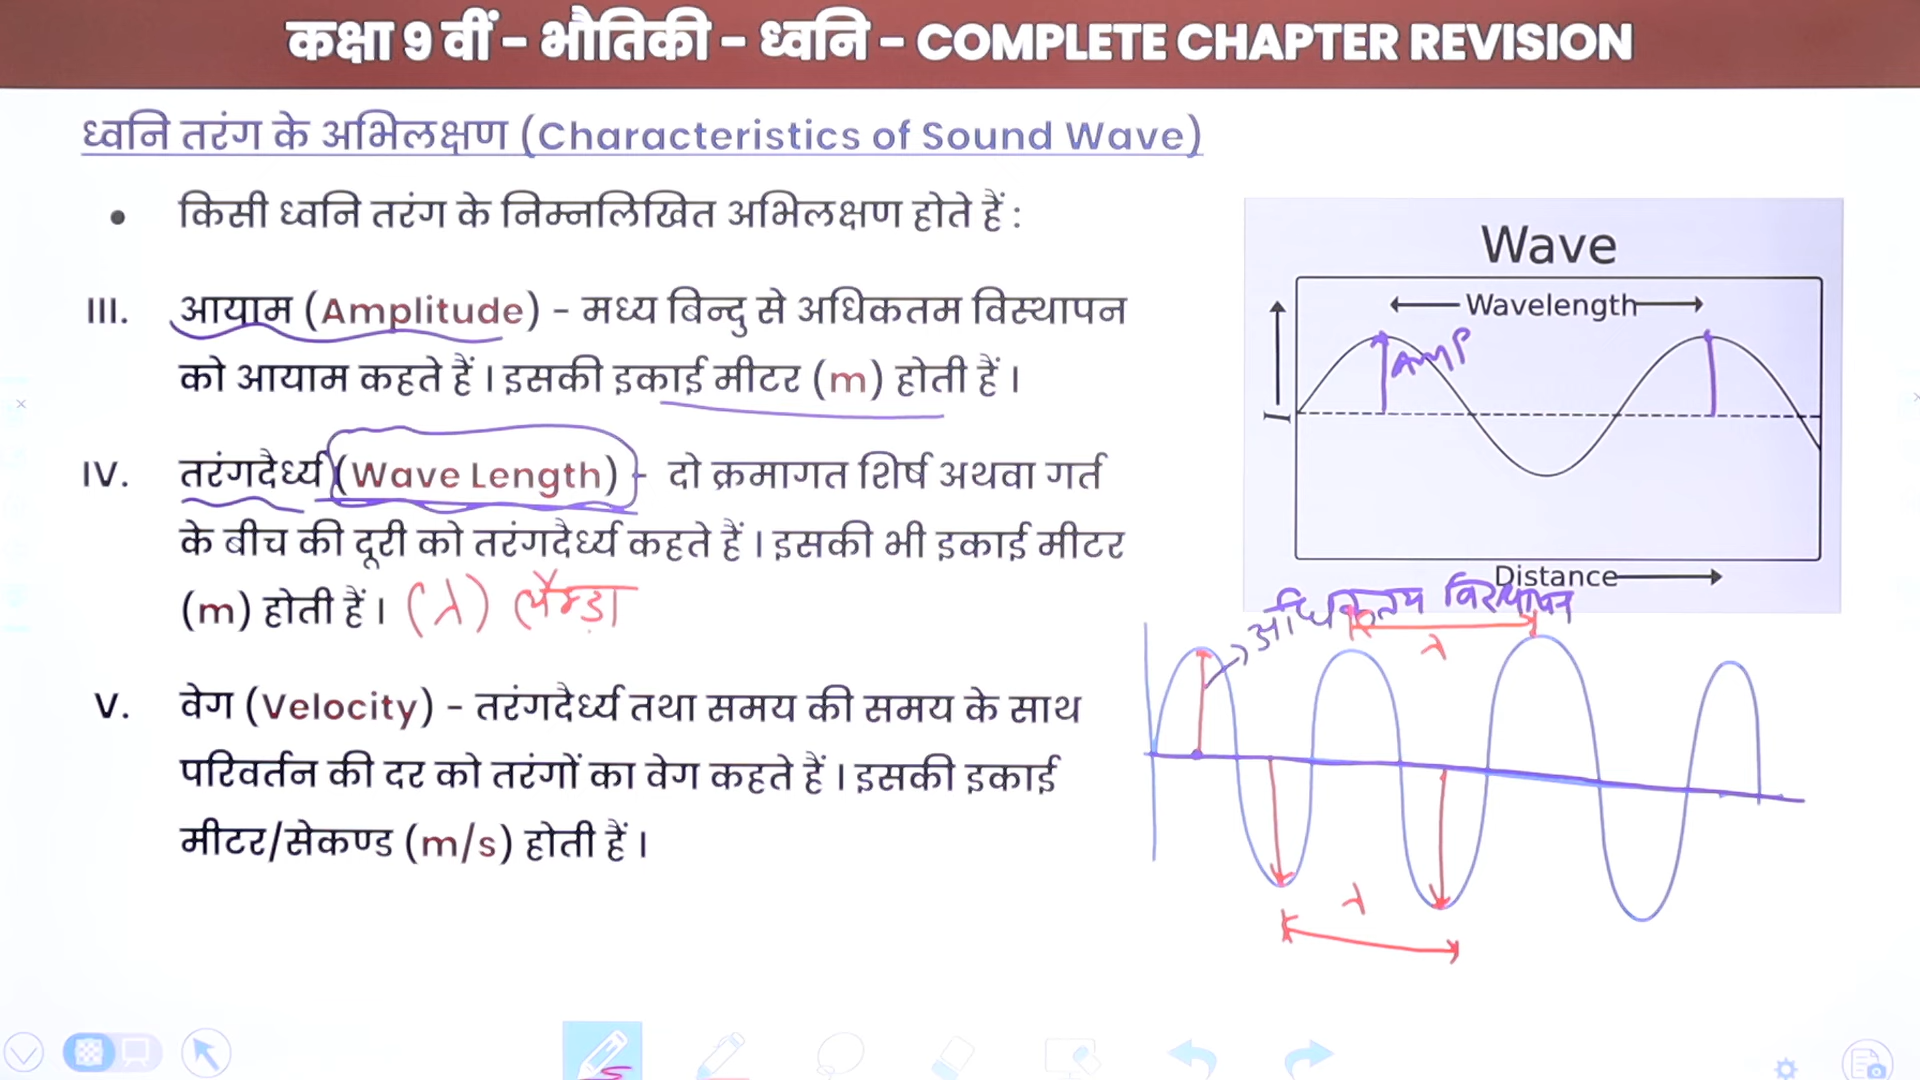 कक्षा 9 वीं - भौतिकी - ध्वनि - COMPLETE CHAPTER REVISION
ध्वनि तरंग के अभिलक्षण (Characteristics of Sound Wave)
• किसी ध्वनि तरंग के निम्नलिखित अभिलक्षण होते हैं :
III. आयाम (Amplitude) - मध्य बिन्दु से अधिकतम विस्थापन
को आयाम कहते हैं । इसकी इकाई मीटर (m) होती हैं ।
IV. तरंगदैर्ध्य (Wave Length) - दो क्रमागत शिर्ष अथवा गर्त
के बीच की दूरी को तरंगदैर्ध्य कहते हैं । इसकी भी इकाई मीटर
(m) होती हैं । (λ) लैम्डा
V. वेग (Velocity) - तरंगदैर्ध्य तथा समय की समय के साथ
परिवर्तन की दर को तरंगों का वेग कहते हैं । इसकी इकाई
मीटर/सेकण्ड (m/s) होती हैं ।
Wave
Wavelength
AMP
I
Distance
अधिकतम विस्थापन
λ
λ